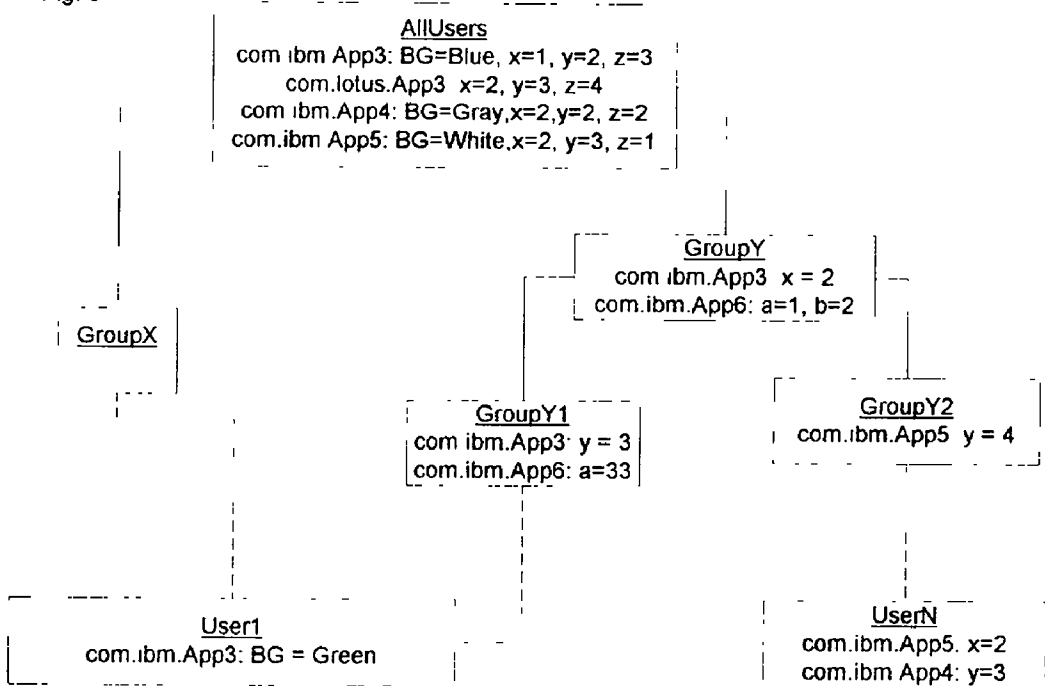 AllUsers
com ibm App3: BG=Blue, x=1, y=2, z=3
com.lotus.App3 x=2, y=3, z=4
com ibm.App4: BG=Gray,x=2,y=2, z=2
com.ibm App5: BG=White,x=2, y=3, z=1
GroupY
com ibm.App3 x = 2
com.ibm.App6: a=1, b=2
GroupX
GroupY1
com ibm.App3: y = 3
com.ibm.App6: a=33
GroupY2
com.ibm.App5 y = 4
User1
com.ibm.App3: BG = Green
UserN
com.ibm.App5. x=2
com.ibm App4: y=3